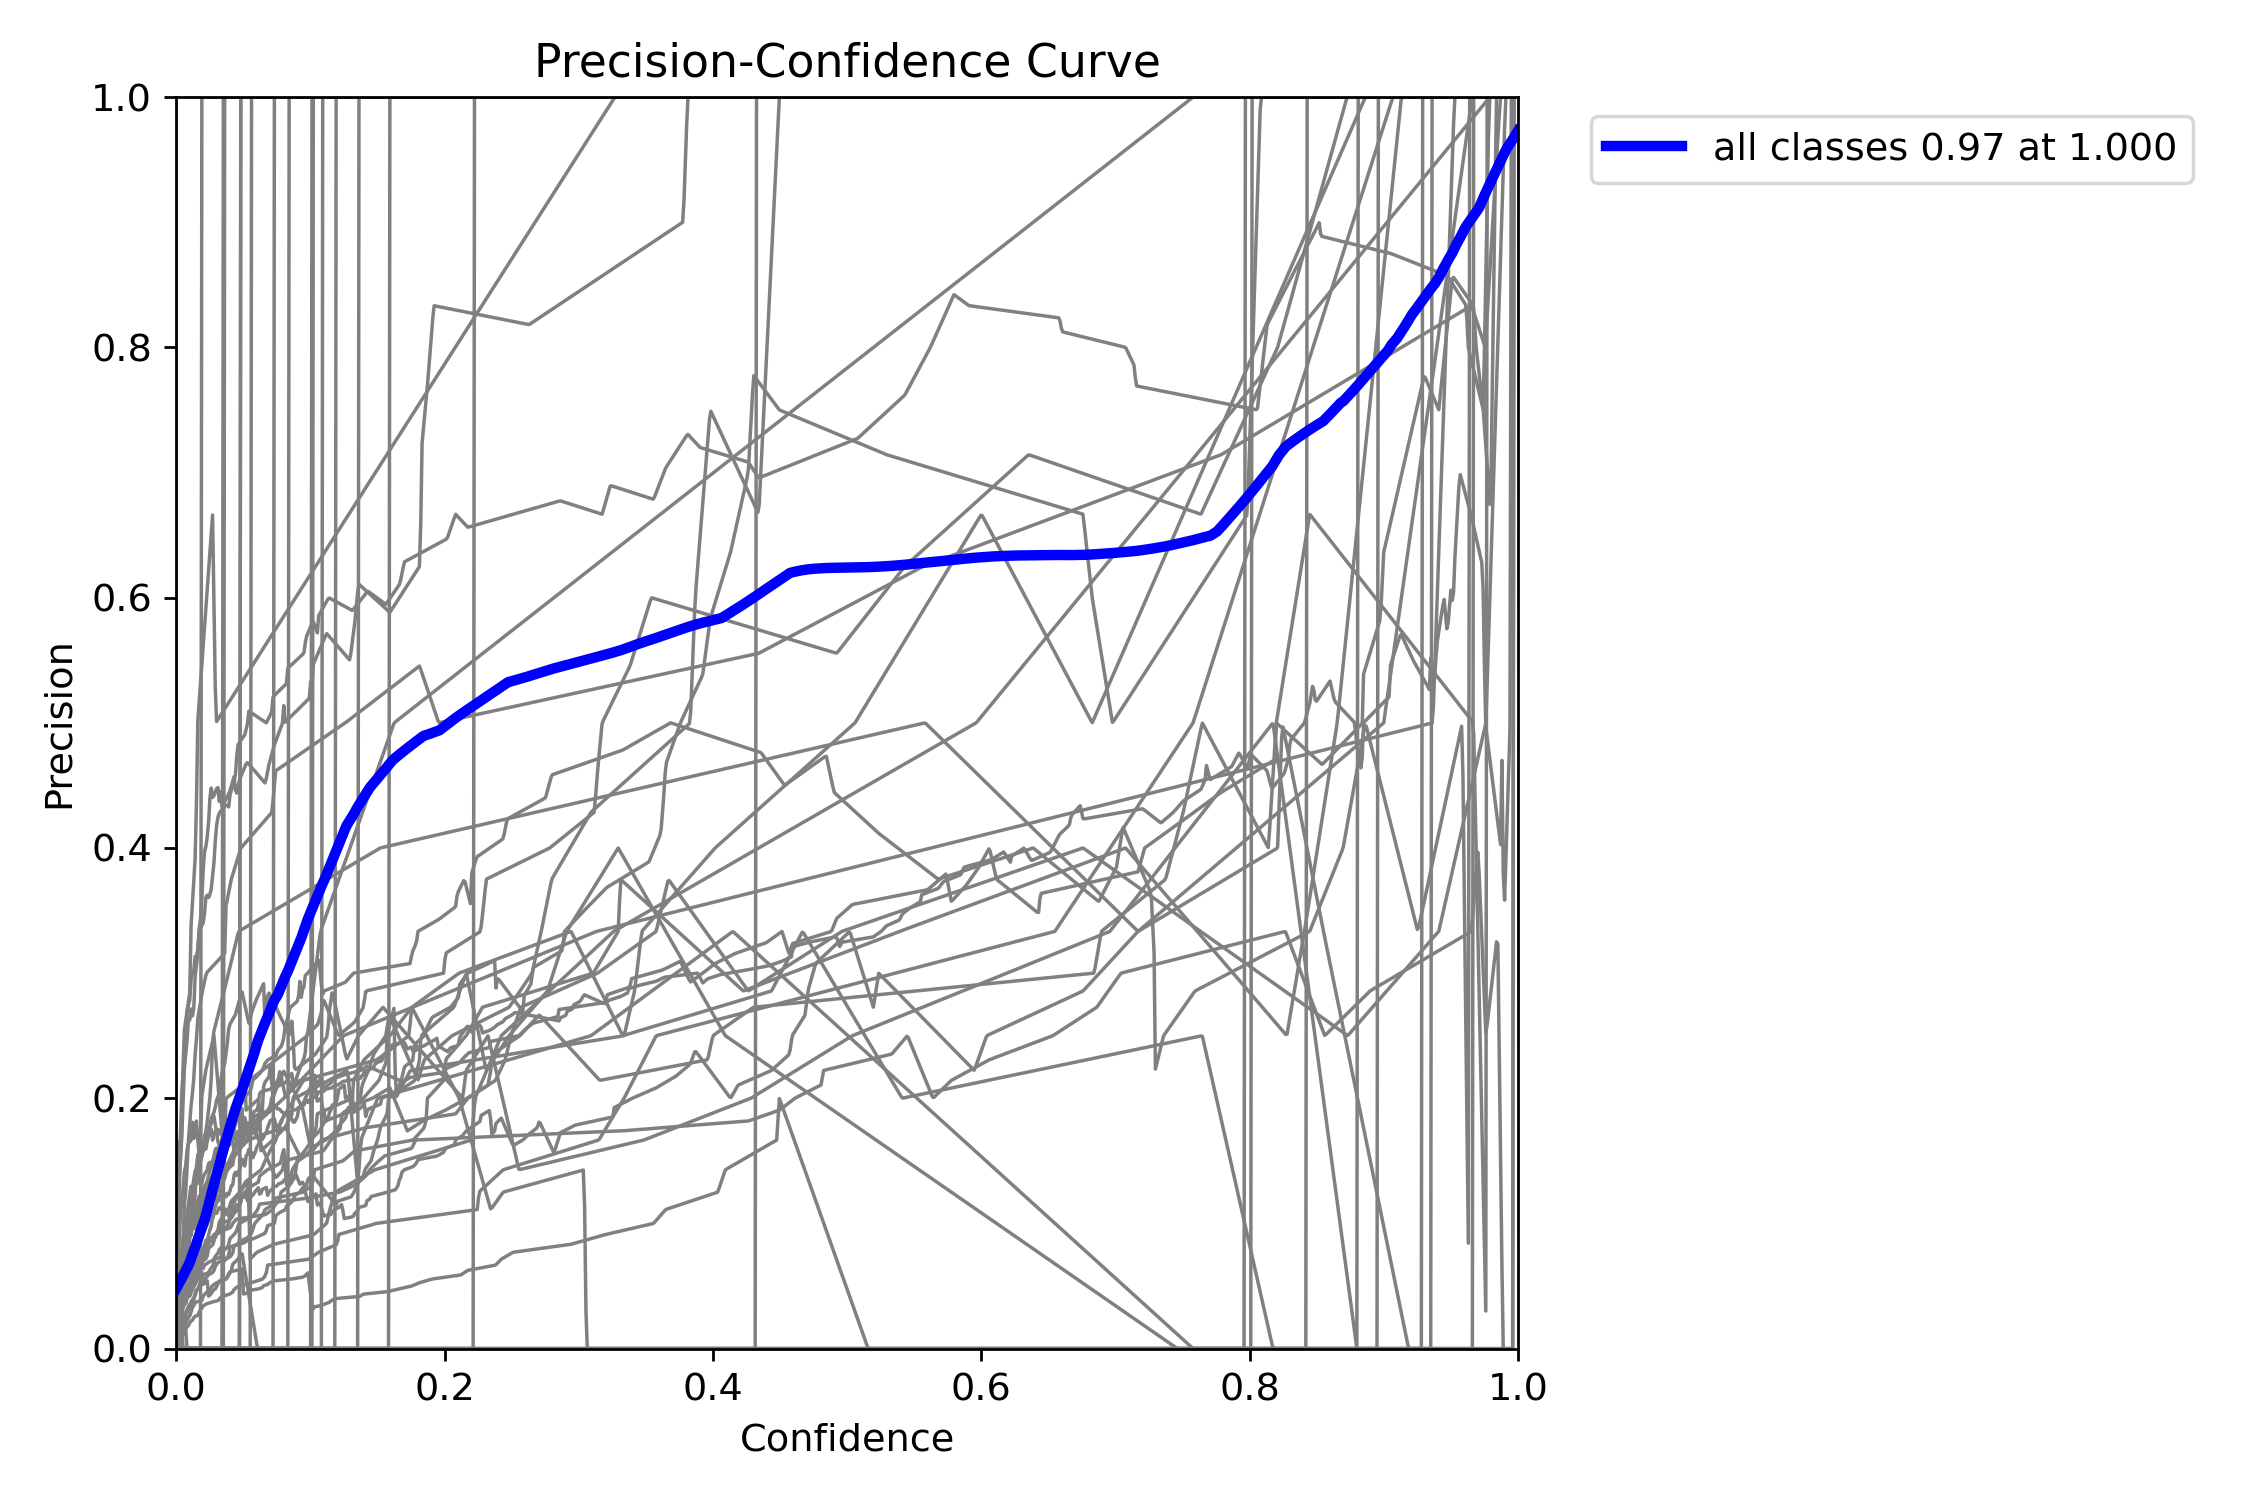 Precision-Confidence Curve
1.0
0.8
0.6
0.4
0.2
0.0
Precision
0.0 0.2 0.4 0.6 0.8 1.0
Confidence
all classes 0.97 at 1.000